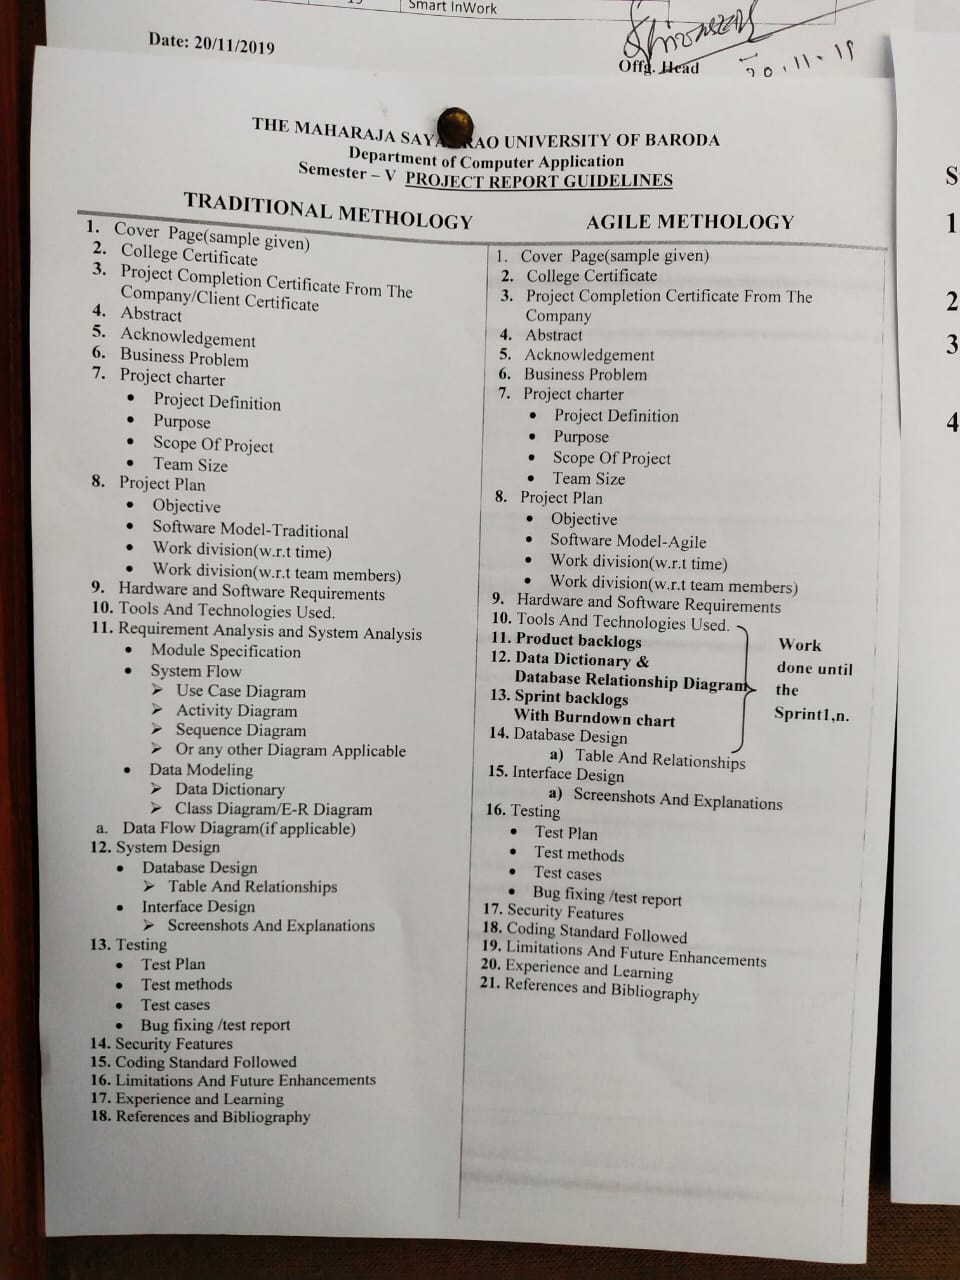 Smart InWork
Date: 20/11/2019
Offg. Head
20.11.19
THE MAHARAJA SAYA RAO UNIVERSITY OF BARODA
Department of Computer Application
Semester – V PROJECT REPORT GUIDELINES
TRADITIONAL METHOLOGY
1. Cover Page(sample given)
2. College Certificate
3. Project Completion Certificate From The
Company/Client Certificate
4. Abstract
5. Acknowledgement
6. Business Problem
7. Project charter
• Project Definition
• Purpose
• Scope Of Project
• Team Size
8. Project Plan
• Objective
• Software Model-Traditional
• Work division(w.r.t time)
• Work division(w.r.t team members)
9. Hardware and Software Requirements
10. Tools And Technologies Used.
11. Requirement Analysis and System Analysis
• Module Specification
• System Flow
➢ Use Case Diagram
➢ Activity Diagram
➢ Sequence Diagram
➢ Or any other Diagram Applicable
• Data Modeling
➢ Data Dictionary
➢ Class Diagram/E-R Diagram
a. Data Flow Diagram(if applicable)
12. System Design
• Database Design
➢ Table And Relationships
• Interface Design
➢ Screenshots And Explanations
13. Testing
• Test Plan
• Test methods
• Test cases
• Bug fixing /test report
14. Security Features
15. Coding Standard Followed
16. Limitations And Future Enhancements
17. Experience and Learning
18. References and Bibliography
AGILE METHOLOGY
1. Cover Page(sample given)
2. College Certificate
3. Project Completion Certificate From The
Company
4. Abstract
5. Acknowledgement
6. Business Problem
7. Project charter
• Project Definition
• Purpose
• Scope Of Project
• Team Size
8. Project Plan
• Objective
• Software Model-Agile
• Work division(w.r.t time)
• Work division(w.r.t team members)
9. Hardware and Software Requirements
10. Tools And Technologies Used.
11. Product backlogs
12. Data Dictionary &
Database Relationship Diagram
13. Sprint backlogs
With Burndown chart
Work
done until
the
Sprint1,n.
14. Database Design
a) Table And Relationships
15. Interface Design
a) Screenshots And Explanations
16. Testing
• Test Plan
• Test methods
• Test cases
• Bug fixing /test report
17. Security Features
18. Coding Standard Followed
19. Limitations And Future Enhancements
20. Experience and Learning
21. References and Bibliography
S
1
2
3
4